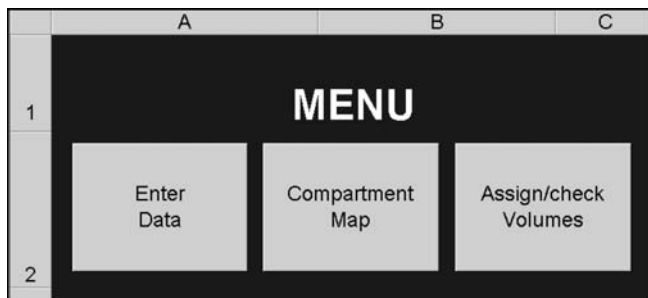 A B C
1
MENU
Enter Data
Compartment Map
Assign/check Volumes
2